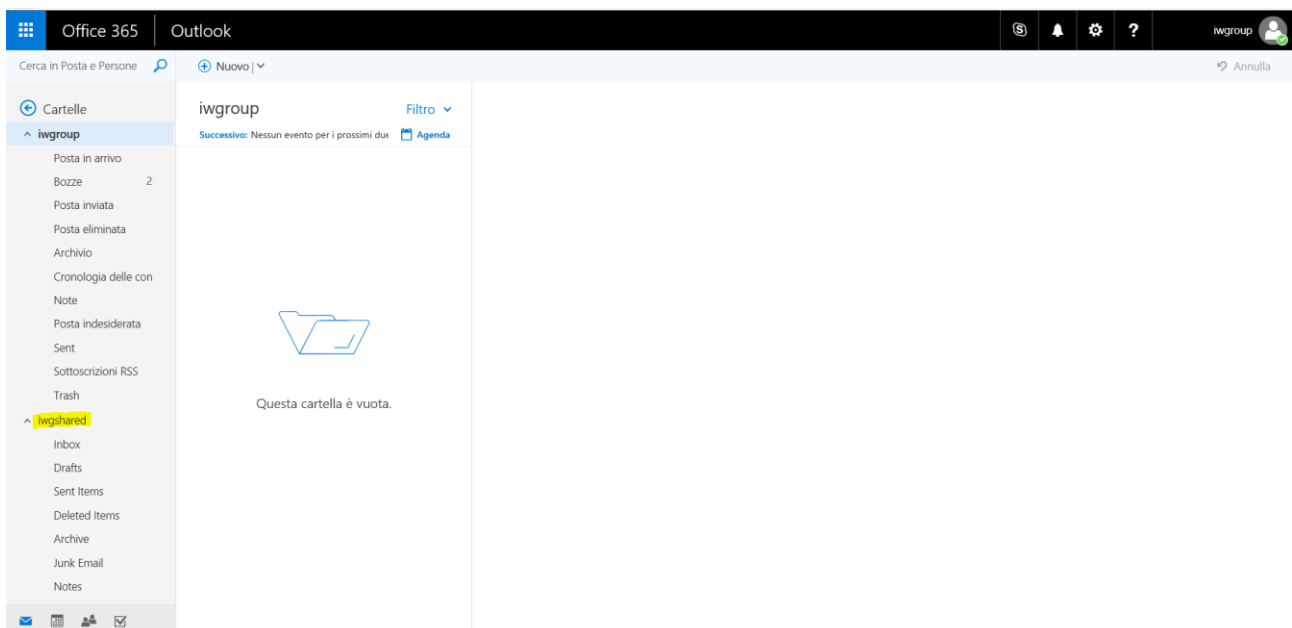 Office 365
Outlook
iwgroup
Cerca in Posta e Persone
Nuovo |
Annulla
Cartelle
iwgroup
Posta in arrivo
Bozze 2
Posta inviata
Posta eliminata
Archivio
Cronologia delle con
Note
Posta indesiderata
Sent
Sottoscrizioni RSS
Trash
iwgshared
Inbox
Drafts
Sent Items
Deleted Items
Archive
Junk Email
Notes
iwgroup
Filtro
Successivo: Nessun evento per i prossimi due
Agenda
Questa cartella è vuota.